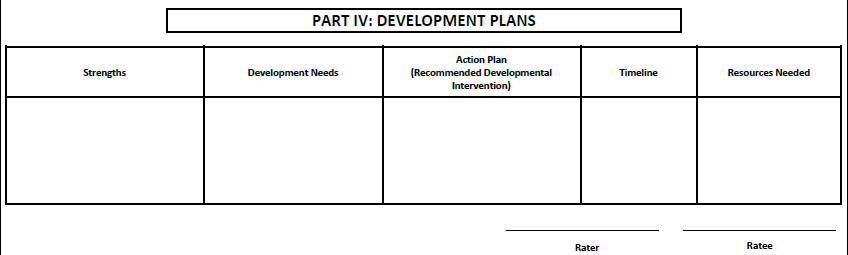 PART IV: DEVELOPMENT PLANS
Strengths
Development Needs
Action Plan
(Recommended Developmental
Intervention)
Timeline
Resources Needed
Rater
Ratee